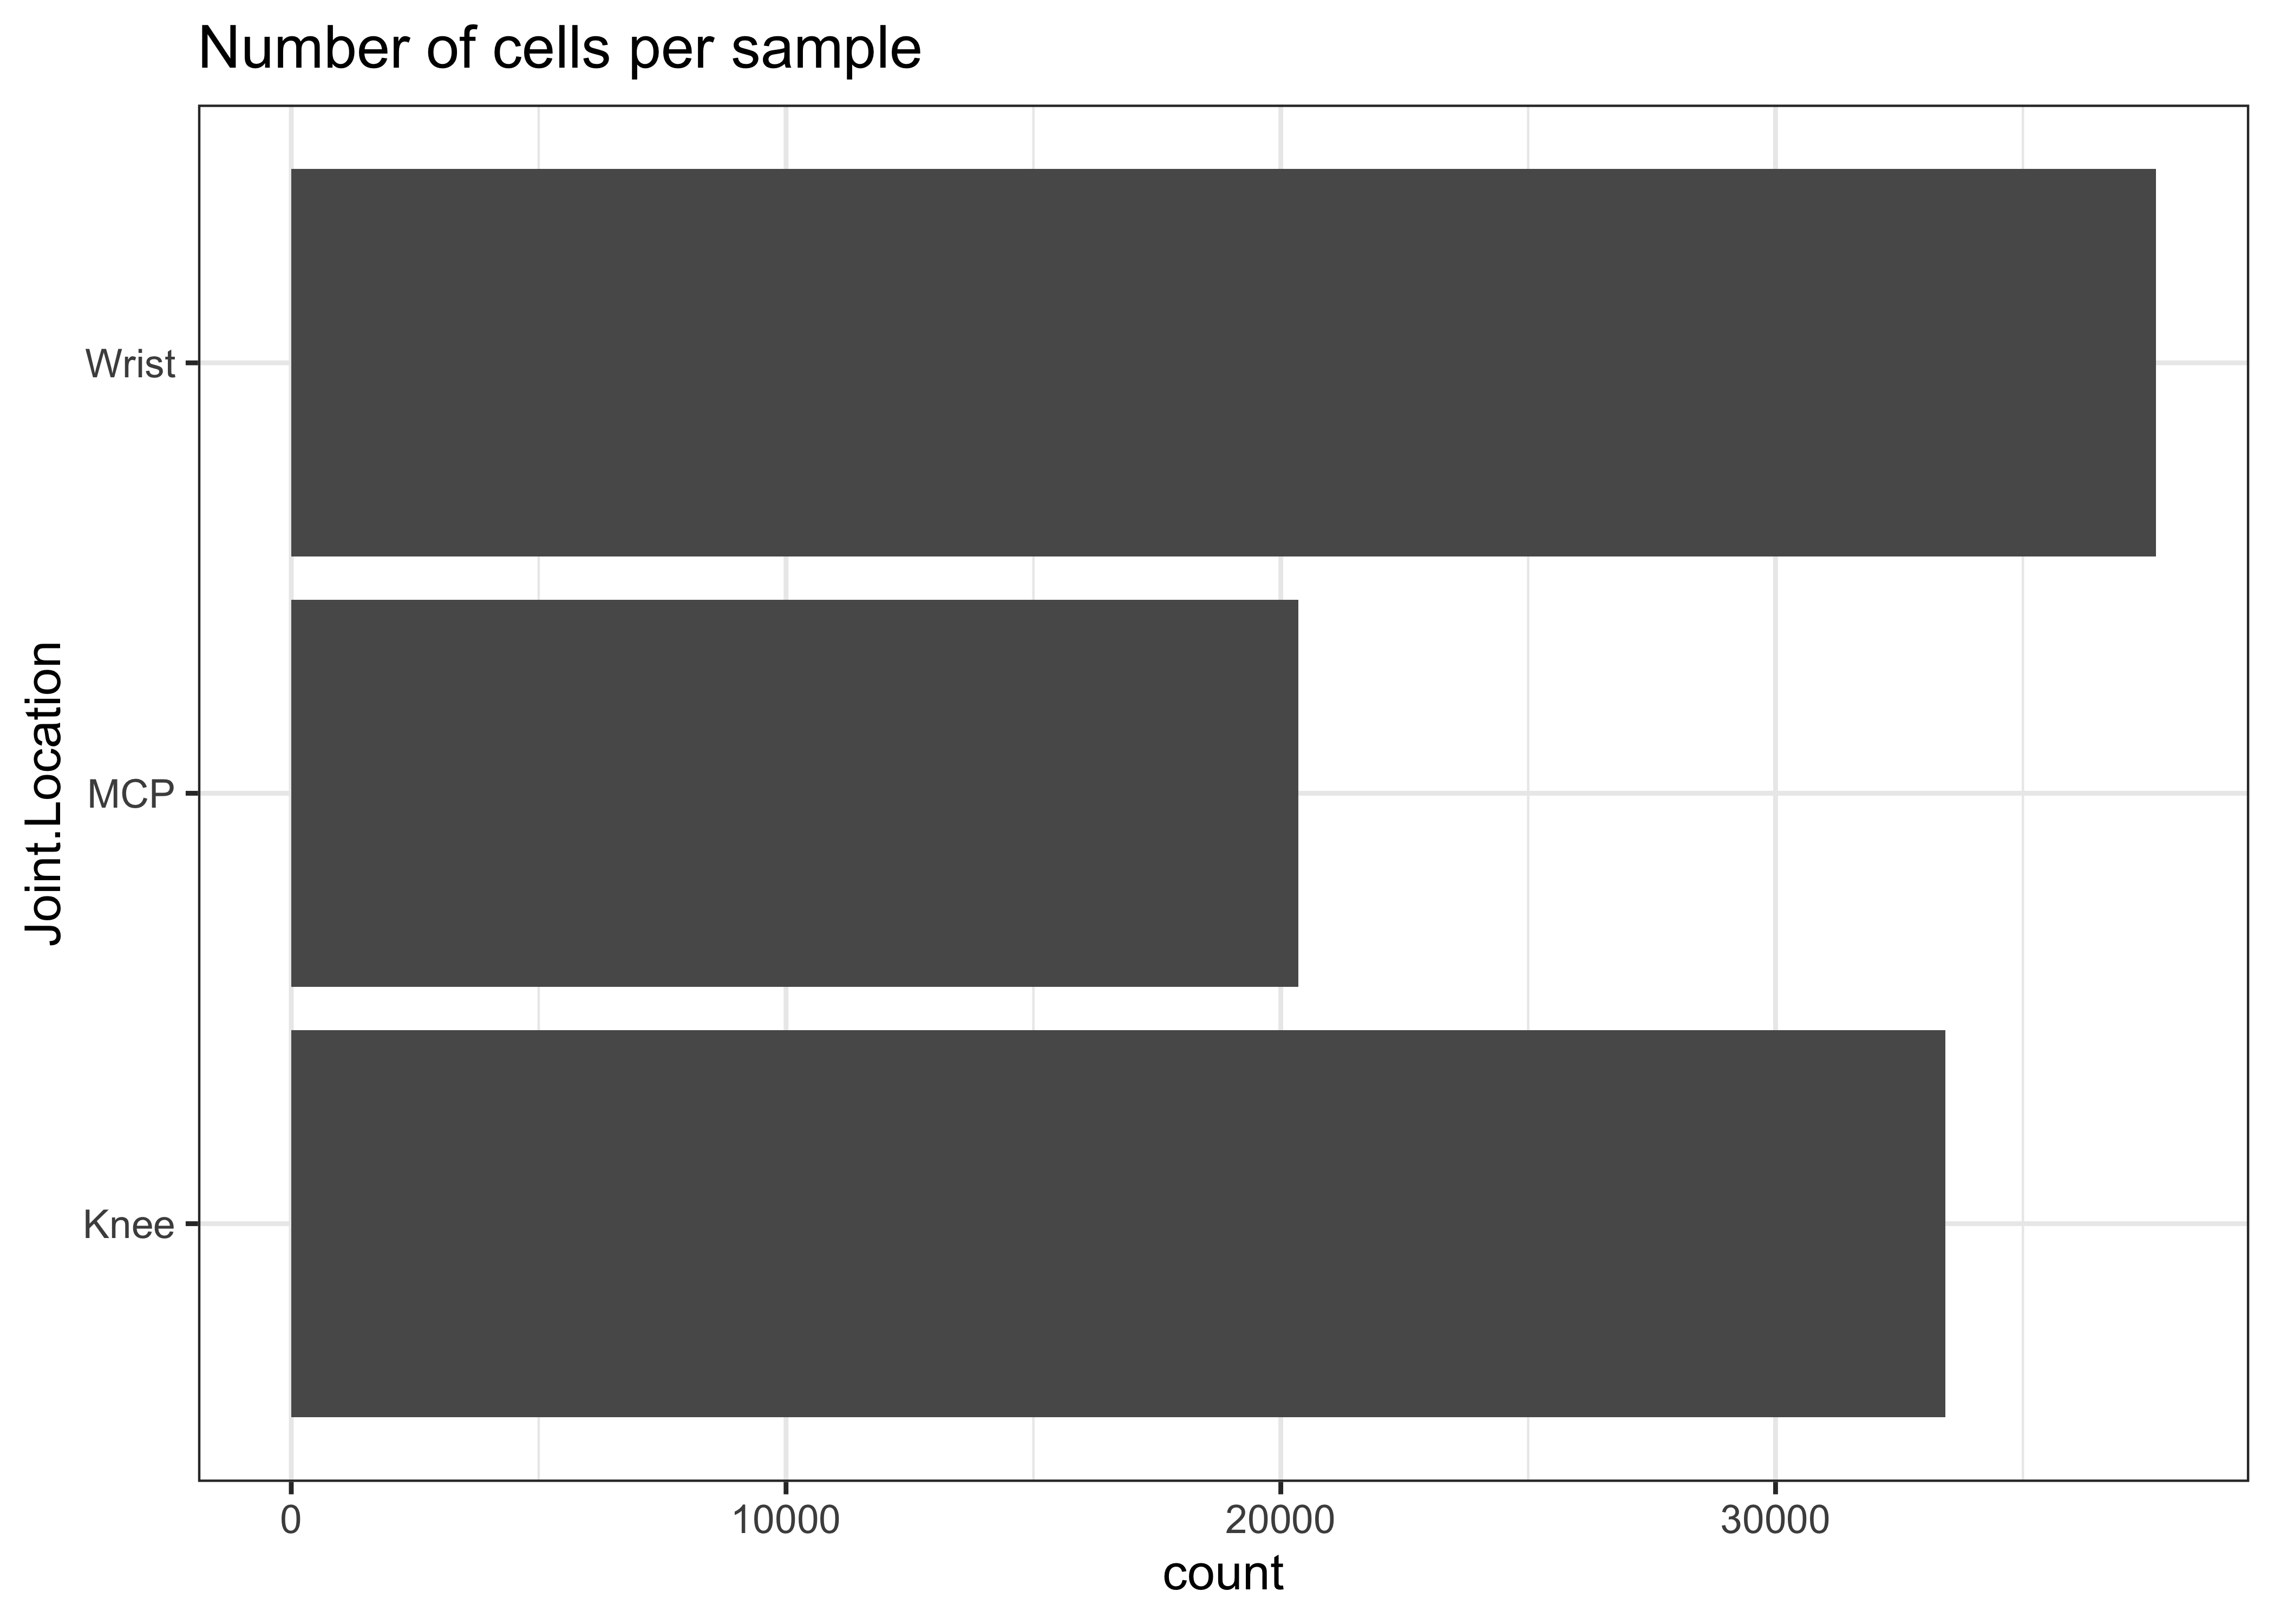 Number of cells per sample
Joint.Location
Wrist
MCP
Knee
0 10000 20000 30000
count